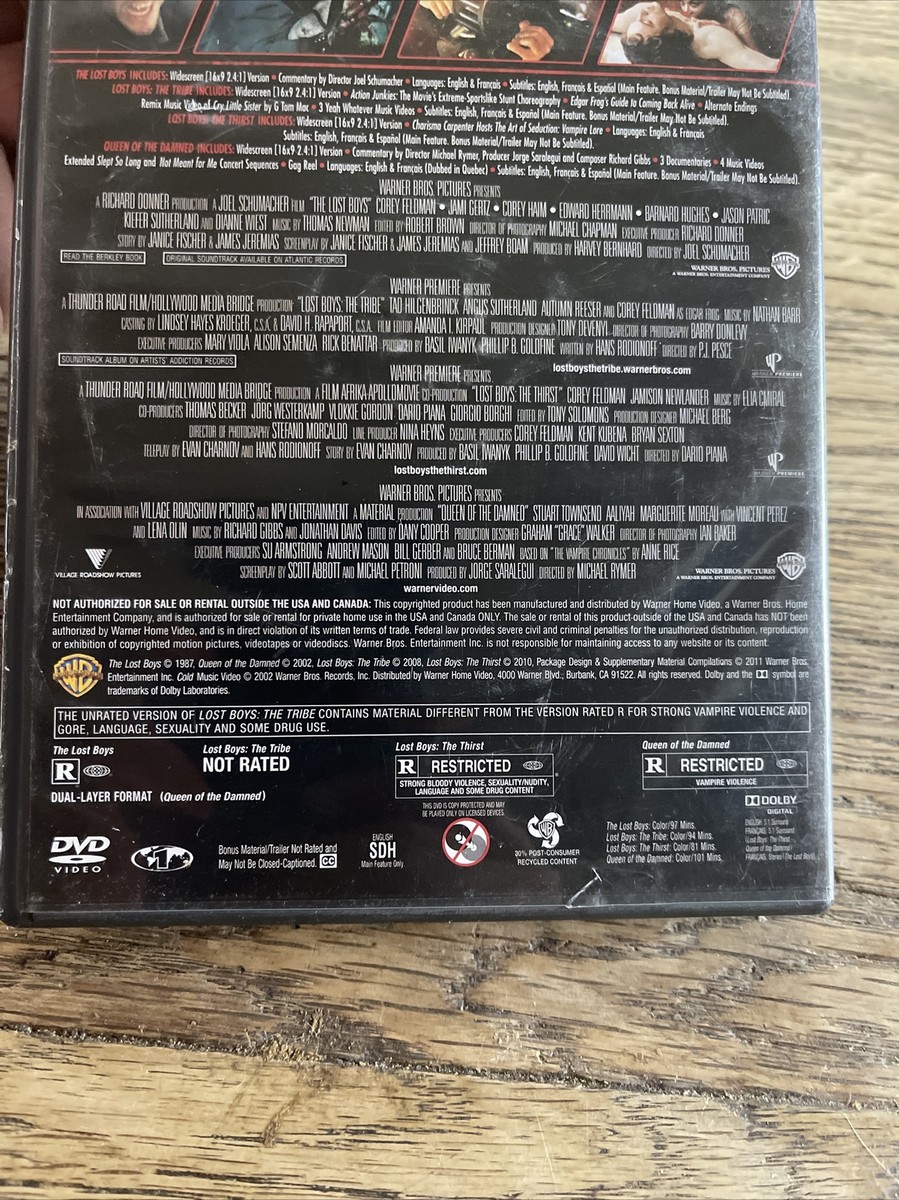 THE LOST BOYS INCLUDES: Widescreen [16x9 2.4:1] Version • Commentary by Director Joel Schumacher • Languages: English & Français • Subtitles: English, Français & Español (Main Feature. Bonus Material/Trailer May Not Be Subtitled).
LOST BOYS: THE TRIBE INCLUDES: Widescreen [16x9 2.4:1] Version • Action Junkies: The Movie's Extreme-Sportslike Stunt Choreography • Edgar Frog's Guide to Coming Back Alive • Alternate Endings
Remix Music Video of Cry Little Sister by G Tom Mac • 3 Yeah Whatever Music Videos • Subtitles: English, Français & Español (Main Feature. Bonus Material/Trailer May Not Be Subtitled).
LOST BOYS: THE THIRST INCLUDES: Widescreen [16x9 2.4:1] Version • Charisma Carpenter Hosts The Art of Seduction: Vampire Lore • Languages: English & Français
Subtitles: English, Français & Español (Main Feature. Bonus Material/Trailer May Not Be Subtitled).
QUEEN OF THE DAMNED INCLUDES: Widescreen [16x9 2.4:1] Version • Commentary by Director Michael Rymer, Producer Jorge Saralegui and Composer Richard Gibbs • 3 Documentaries • 4 Music Videos
Extended Slept So Long and Not Meant for Me Concert Sequences • Gag Reel • Languages: English & Français (Dubbed in Quebec) • Subtitles: English, Français & Español (Main Feature. Bonus Material/Trailer May Not Be Subtitled).
WARNER BROS. PICTURES PRESENTS
A RICHARD DONNER PRODUCTION A JOEL SCHUMACHER FILM "THE LOST BOYS" COREY FELDMAN • JAMI GERTZ • COREY HAIM • EDWARD HERRMANN • BARNARD HUGHES • JASON PATRIC
KIEFER SUTHERLAND AND DIANNE WIEST MUSIC BY THOMAS NEWMAN EDITED BY ROBERT BROWN DIRECTOR OF PHOTOGRAPHY MICHAEL CHAPMAN EXECUTIVE PRODUCER RICHARD DONNER
STORY BY JANICE FISCHER & JAMES JEREMIAS SCREENPLAY BY JANICE FISCHER & JAMES JEREMIAS AND JEFFREY BOAM PRODUCED BY HARVEY BERNHARD DIRECTED BY JOEL SCHUMACHER
READ THE BERKLEY BOOK ORIGINAL SOUNDTRACK AVAILABLE ON ATLANTIC RECORDS
WARNER BROS. PICTURES
A WARNER BROS. ENTERTAINMENT COMPANY
WARNER PREMIERE PRESENTS
A THUNDER ROAD FILM/HOLLYWOOD MEDIA BRIDGE PRODUCTION "LOST BOYS: THE TRIBE" TAD HILGENBRINCK ANGUS SUTHERLAND AUTUMN REESER AND COREY FELDMAN AS EDGAR FROG MUSIC BY NATHAN BARR
CASTING BY LINDSEY HAYES KROEGER, C.S.A. & DAVID H. RAPAPORT, C.S.A. FILM EDITOR AMANDA I. KIRPAUL PRODUCTION DESIGNER TONY DEVENYI DIRECTOR OF PHOTOGRAPHY BARRY DONLEVY
EXECUTIVE PRODUCERS MARY VIOLA ALISON SEMENZA RICK BENATTAR PRODUCED BY BASIL IWANYK PHILLIP B. GOLDFINE WRITTEN BY HANS RODIONOFF DIRECTED BY P.J. PESCE
SOUNDTRACK ALBUM ON ARTISTS' ADDICTION RECORDS
lostboysthetribe.warnerbros.com
WARNER PREMIERE
WARNER PREMIERE PRESENTS
A THUNDER ROAD FILM/HOLLYWOOD MEDIA BRIDGE PRODUCTION A FILM AFRIKA-APOLLOMOVIE CO-PRODUCTION "LOST BOYS: THE THIRST" COREY FELDMAN JAMISON NEWLANDER MUSIC BY ELIA CMIRAL
CO-PRODUCERS THOMAS BECKER JÖRG WESTERKAMP VLOKKIE GORDON DARIO PIANA GIORGIO BORGHI EDITED BY TONY SOLOMONS PRODUCTION DESIGNER MICHAEL BERG
DIRECTOR OF PHOTOGRAPHY STEFANO MORCALDO LINE PRODUCER NINA HEYNS EXECUTIVE PRODUCERS COREY FELDMAN KENT KUBENA BRYAN SEXTON
TELEPLAY BY EVAN CHARNOV AND HANS RODIONOFF STORY BY EVAN CHARNOV PRODUCED BY BASIL IWANYK PHILLIP B. GOLDFINE DAVID WICHT DIRECTED BY DARIO PIANA
lostboysthethirst.com
WARNER PREMIERE
WARNER BROS. PICTURES PRESENTS
IN ASSOCIATION WITH VILLAGE ROADSHOW PICTURES AND NPV ENTERTAINMENT A MATERIAL PRODUCTION "QUEEN OF THE DAMNED" STUART TOWNSEND AALIYAH MARGUERITE MOREAU WITH VINCENT PEREZ
AND LENA OLIN MUSIC BY RICHARD GIBBS AND JONATHAN DAVIS EDITED BY DANY COOPER PRODUCTION DESIGNER GRAHAM "GRACE" WALKER DIRECTOR OF PHOTOGRAPHY IAN BAKER
EXECUTIVE PRODUCERS SU ARMSTRONG ANDREW MASON BILL GERBER AND BRUCE BERMAN BASED ON "THE VAMPIRE CHRONICLES" BY ANNE RICE
SCREENPLAY BY SCOTT ABBOTT AND MICHAEL PETRONI PRODUCED BY JORGE SARALEGUI DIRECTED BY MICHAEL RYMER
VILLAGE ROADSHOW PICTURES
WARNER BROS. PICTURES
A WARNER BROS. ENTERTAINMENT COMPANY
warnervideo.com
NOT AUTHORIZED FOR SALE OR RENTAL OUTSIDE THE USA AND CANADA: This copyrighted product has been manufactured and distributed by Warner Home Video, a Warner Bros. Home
Entertainment Company, and is authorized for sale or rental for private home use in the USA and Canada ONLY. The sale or rental of this product outside of the USA and Canada has NOT been
authorized by Warner Home Video, and is in direct violation of its written terms of trade. Federal law provides severe civil and criminal penalties for the unauthorized distribution, reproduction
or exhibition of copyrighted motion pictures, videotapes or videodiscs. Warner Bros. Entertainment Inc. is not responsible for maintaining access to any website or its content.
The Lost Boys © 1987, Queen of the Damned © 2002, Lost Boys: The Tribe © 2008, Lost Boys: The Thirst © 2010, Package Design & Supplementary Material Compilations © 2011 Warner Bros.
Entertainment Inc. Cold Music Video © 2002 Warner Bros. Records, Inc. Distributed by Warner Home Video, 4000 Warner Blvd., Burbank, CA 91522. All rights reserved. Dolby and the symbol are
trademarks of Dolby Laboratories.
THE UNRATED VERSION OF LOST BOYS: THE TRIBE CONTAINS MATERIAL DIFFERENT FROM THE VERSION RATED R FOR STRONG VAMPIRE VIOLENCE AND
GORE, LANGUAGE, SEXUALITY AND SOME DRUG USE.
The Lost Boys
R
Lost Boys: The Tribe
NOT RATED
Lost Boys: The Thirst
R RESTRICTED
STRONG BLOODY VIOLENCE, SEXUALITY/NUDITY,
LANGUAGE AND SOME DRUG CONTENT
Queen of the Damned
R RESTRICTED
VAMPIRE VIOLENCE
DUAL-LAYER FORMAT (Queen of the Damned)
DVD
VIDEO
1
Bonus Material/Trailer Not Rated and
May Not Be Closed-Captioned. CC
ENGLISH
SDH
Main Feature Only
THIS DVD IS COPY PROTECTED AND MAY
BE PLAYED ONLY ON LICENSED DEVICES.
30% POST-CONSUMER
RECYCLED CONTENT
The Lost Boys: Color/97 Mins.
Lost Boys: The Tribe: Color/94 Mins.
Lost Boys: The Thirst: Color/81 Mins.
Queen of the Damned: Color/101 Mins.
DOLBY
DIGITAL
ENGLISH: 5.1 Surround
FRANÇAIS: 5.1 Surround
FRANÇAIS: Stereo (The Lost Boys)